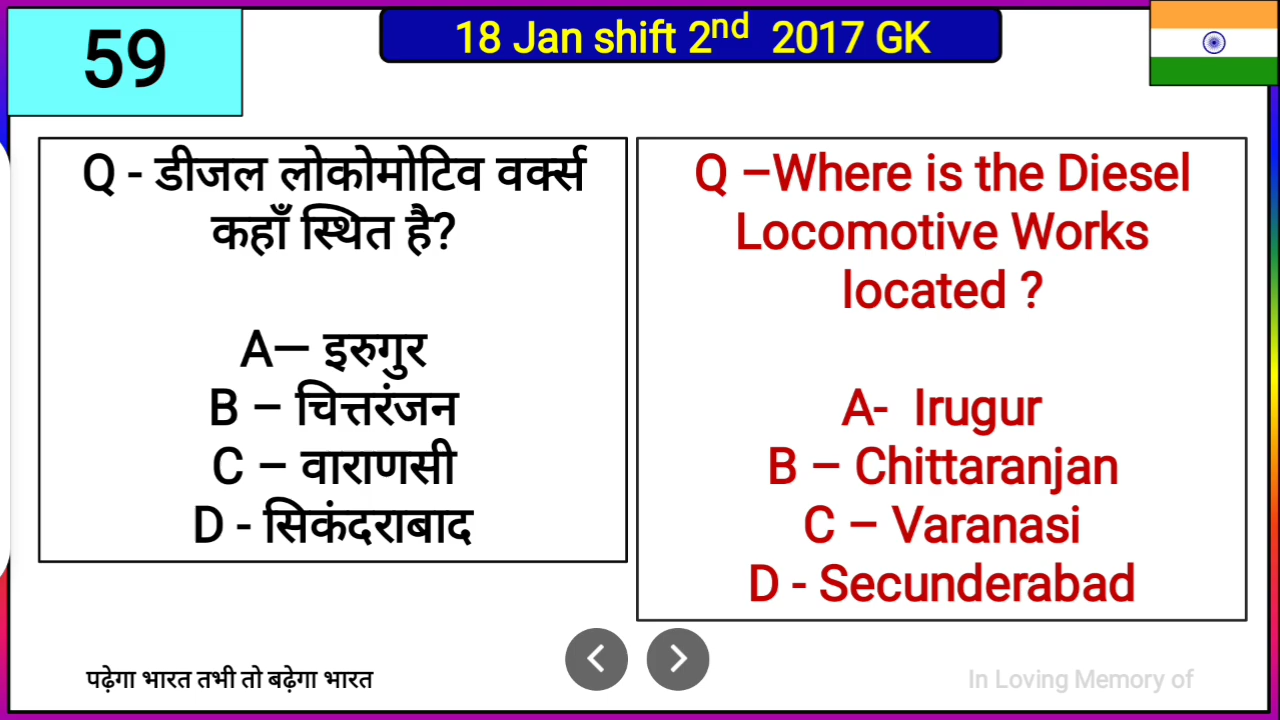 59
18 Jan shift 2nd 2017 GK
Q - डीजल लोकोमोटिव वर्क्स
कहाँ स्थित है?
A– इरुगुर
B – चित्तरंजन
C – वाराणसी
D - सिकंदराबाद
Q –Where is the Diesel
Locomotive Works
located ?
A- Irugur
B – Chittaranjan
C – Varanasi
D - Secunderabad
पढ़ेगा भारत तभी तो बढ़ेगा भारत
In Loving Memory of